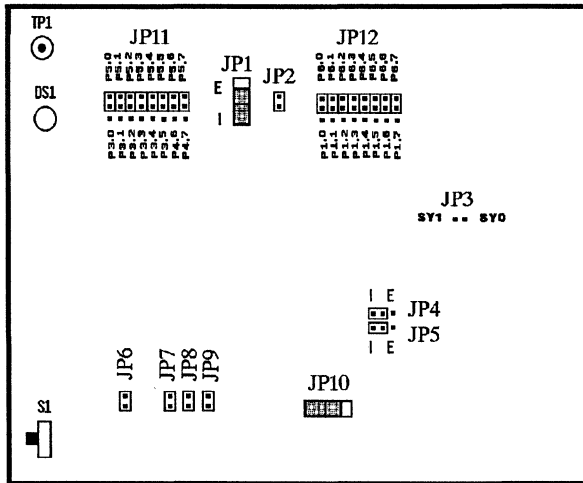 TP1
DS1
JP11
P5.0 P5.1 P5.2 P5.3 P5.4 P5.5 P5.6 P5.7
P3.0 P3.1 P3.2 P3.3 P3.4 P3.5 P4.6 P4.7
JP1
E
I
JP2
JP12
P6.0 P6.1 P6.2 P6.3 P6.4 P6.5 P6.6 P6.7
P1.0 P1.1 P1.2 P1.3 P1.4 P1.5 P1.6 P1.7
JP3
SY1 SY0
I E
JP4
JP5
I E
JP6
JP7
JP8
JP9
JP10
S1